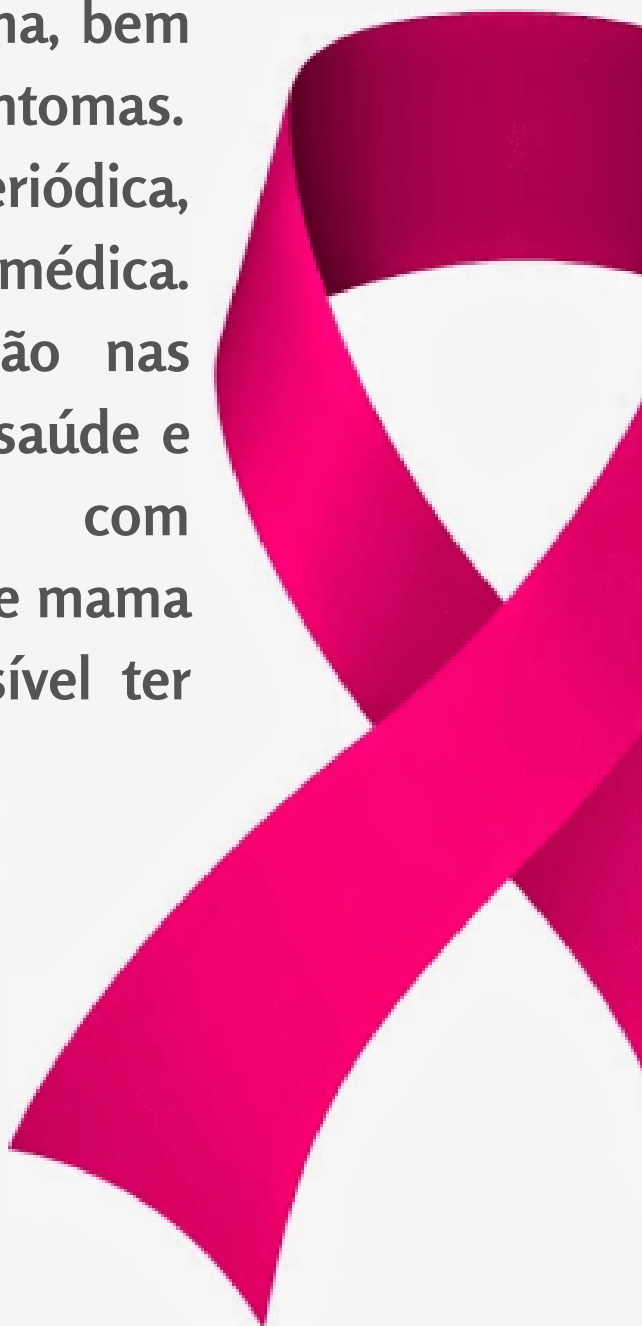 na, bem
ntomas.
eriódica,
médica.
ão nas
saúde e
com
e mama
sível ter